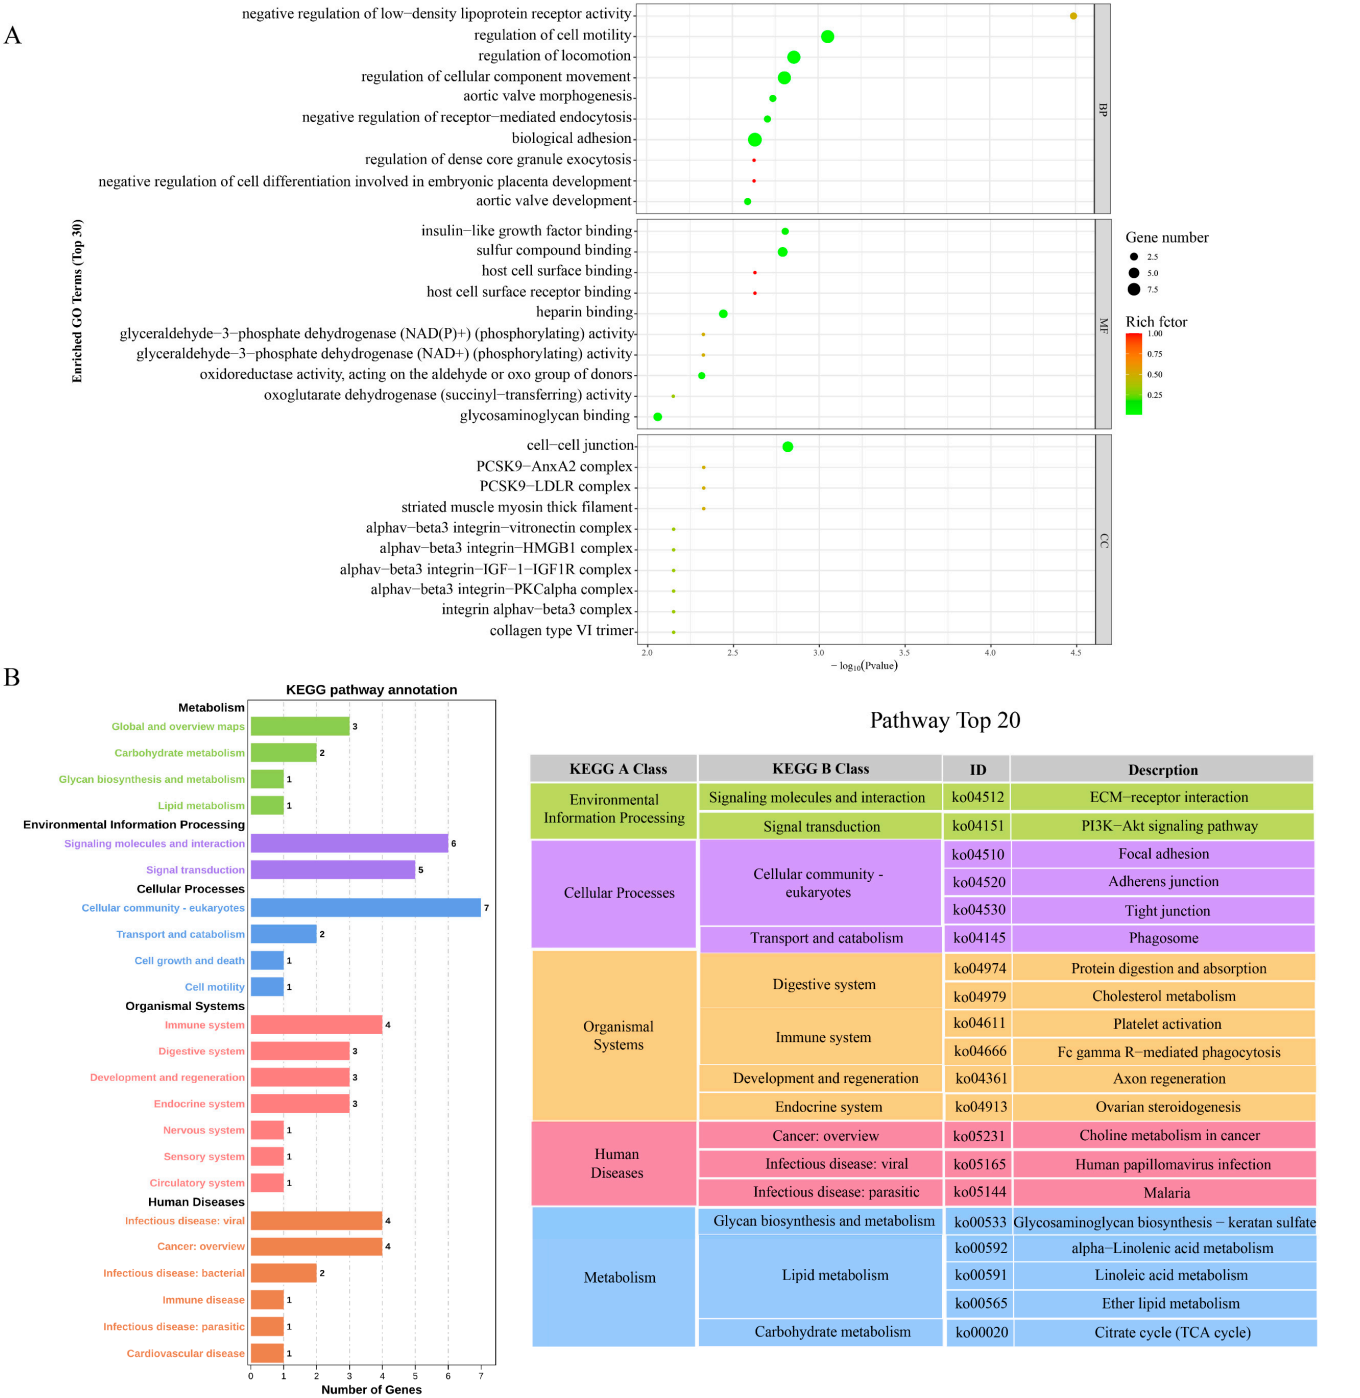 A
Enriched GO Terms (Top 30)
negative regulation of low−density lipoprotein receptor activity
regulation of cell motility
regulation of locomotion
regulation of cellular component movement
aortic valve morphogenesis
negative regulation of receptor−mediated endocytosis
biological adhesion
regulation of dense core granule exocytosis
negative regulation of cell differentiation involved in embryonic placenta development
aortic valve development
BP
insulin−like growth factor binding
sulfur compound binding
host cell surface binding
host cell surface receptor binding
heparin binding
glyceraldehyde−3−phosphate dehydrogenase (NAD(P)+) (phosphorylating) activity
glyceraldehyde−3−phosphate dehydrogenase (NAD+) (phosphorylating) activity
oxidoreductase activity, acting on the aldehyde or oxo group of donors
oxoglutarate dehydrogenase (succinyl−transferring) activity
glycosaminoglycan binding
MF
cell−cell junction
PCSK9−AnxA2 complex
PCSK9−LDLR complex
striated muscle myosin thick filament
alphav−beta3 integrin−vitronectin complex
alphav−beta3 integrin−HMGB1 complex
alphav−beta3 integrin−IGF−1−IGF1R complex
alphav−beta3 integrin−PKCalpha complex
integrin alphav−beta3 complex
collagen type VI trimer
CC
2.0 2.5 3.0 3.5 4.0 4.5
− log10(Pvalue)
Gene number
2.5
5.0
7.5
Rich fctor
1.00
0.75
0.50
0.25
B
KEGG pathway annotation
Metabolism
Global and overview maps 3
Carbohydrate metabolism 2
Glycan biosynthesis and metabolism 1
Lipid metabolism 1
Environmental Information Processing
Signaling molecules and interaction 6
Signal transduction 5
Cellular Processes
Cellular community - eukaryotes 7
Transport and catabolism 2
Cell growth and death 1
Cell motility 1
Organismal Systems
Immune system 4
Digestive system 3
Development and regeneration 3
Endocrine system 3
Nervous system 1
Sensory system 1
Circulatory system 1
Human Diseases
Infectious disease: viral 4
Cancer: overview 4
Infectious disease: bacterial 2
Immune disease 1
Infectious disease: parasitic 1
Cardiovascular disease 1
0 1 2 3 4 5 6 7
Number of Genes
Pathway Top 20
KEGG A Class KEGG B Class ID Descrption
Environmental
Information Processing
Signaling molecules and interaction ko04512 ECM−receptor interaction
Signal transduction ko04151 PI3K−Akt signaling pathway
Cellular Processes
Cellular community -
eukaryotes
ko04510 Focal adhesion
ko04520 Adherens junction
ko04530 Tight junction
Transport and catabolism ko04145 Phagosome
Organismal
Systems
Digestive system
ko04974 Protein digestion and absorption
ko04979 Cholesterol metabolism
Immune system
ko04611 Platelet activation
ko04666 Fc gamma R−mediated phagocytosis
Development and regeneration ko04361 Axon regeneration
Endocrine system ko04913 Ovarian steroidogenesis
Human
Diseases
Cancer: overview ko05231 Choline metabolism in cancer
Infectious disease: viral ko05165 Human papillomavirus infection
Infectious disease: parasitic ko05144 Malaria
Metabolism
Glycan biosynthesis and metabolism ko00533 Glycosaminoglycan biosynthesis − keratan sulfate
Lipid metabolism
ko00592 alpha−Linolenic acid metabolism
ko00591 Linoleic acid metabolism
ko00565 Ether lipid metabolism
Carbohydrate metabolism ko00020 Citrate cycle (TCA cycle)